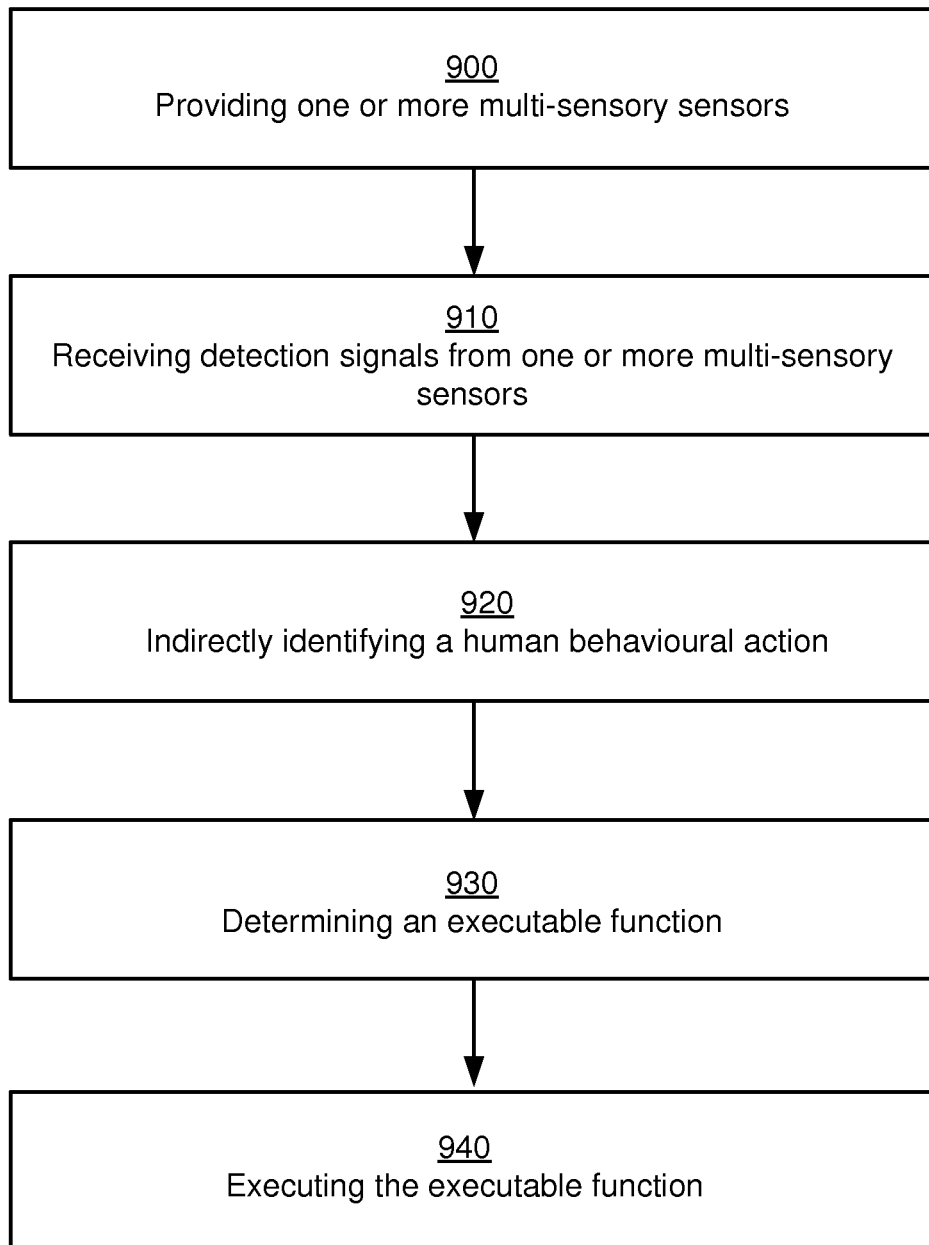 900
Providing one or more multi-sensory sensors
910
Receiving detection signals from one or more multi-sensory
sensors
920
Indirectly identifying a human behavioural action
930
Determining an executable function
940
Executing the executable function